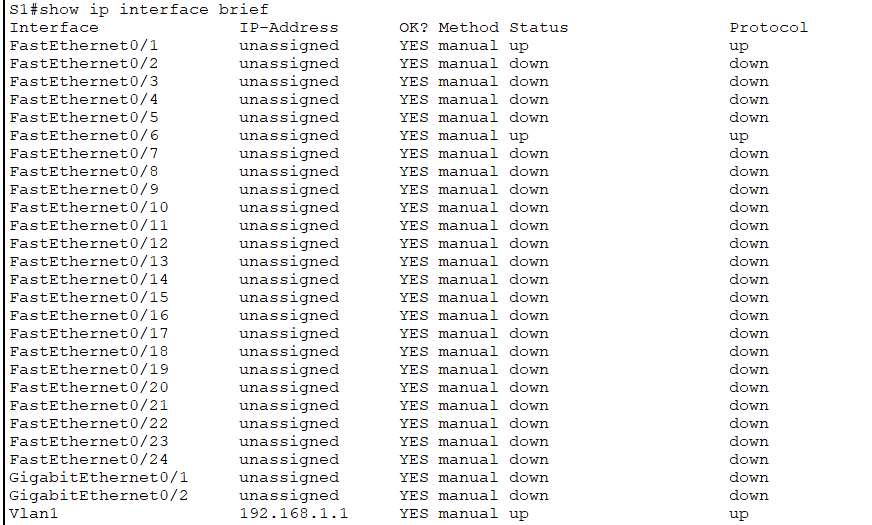 S1#show ip interface brief
Interface IP-Address OK? Method Status Protocol
FastEthernet0/1 unassigned YES manual up up
FastEthernet0/2 unassigned YES manual down down
FastEthernet0/3 unassigned YES manual down down
FastEthernet0/4 unassigned YES manual down down
FastEthernet0/5 unassigned YES manual down down
FastEthernet0/6 unassigned YES manual up up
FastEthernet0/7 unassigned YES manual down down
FastEthernet0/8 unassigned YES manual down down
FastEthernet0/9 unassigned YES manual down down
FastEthernet0/10 unassigned YES manual down down
FastEthernet0/11 unassigned YES manual down down
FastEthernet0/12 unassigned YES manual down down
FastEthernet0/13 unassigned YES manual down down
FastEthernet0/14 unassigned YES manual down down
FastEthernet0/15 unassigned YES manual down down
FastEthernet0/16 unassigned YES manual down down
FastEthernet0/17 unassigned YES manual down down
FastEthernet0/18 unassigned YES manual down down
FastEthernet0/19 unassigned YES manual down down
FastEthernet0/20 unassigned YES manual down down
FastEthernet0/21 unassigned YES manual down down
FastEthernet0/22 unassigned YES manual down down
FastEthernet0/23 unassigned YES manual down down
FastEthernet0/24 unassigned YES manual down down
GigabitEthernet0/1 unassigned YES manual down down
GigabitEthernet0/2 unassigned YES manual down down
Vlan1 192.168.1.1 YES manual up up